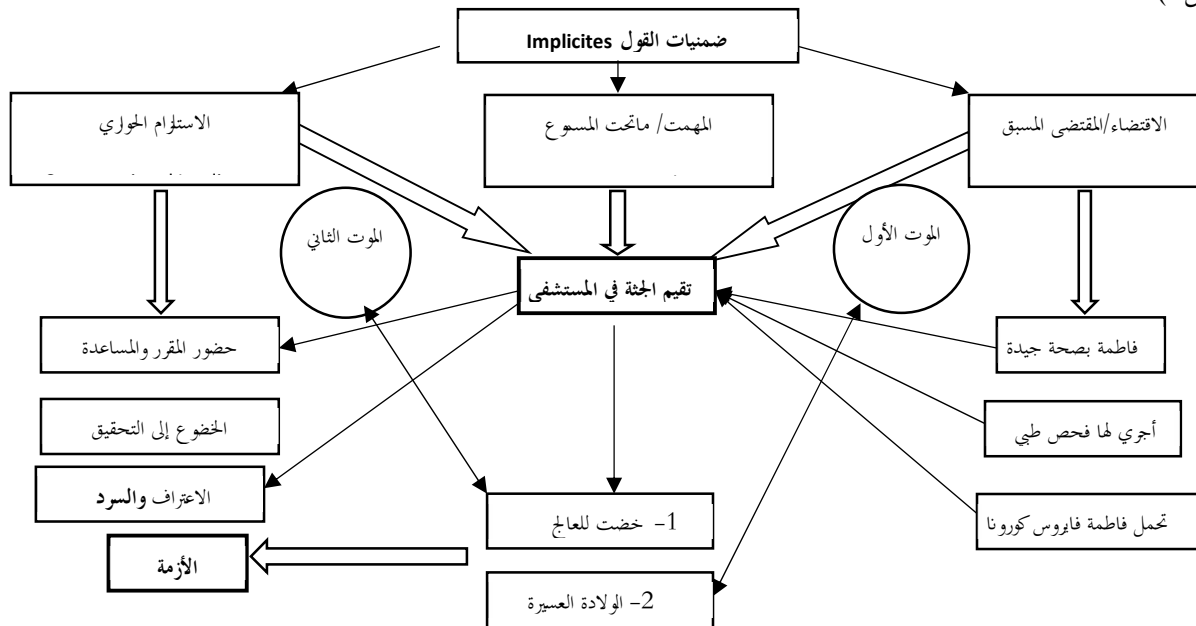 ضمنيات القول Implicites
الاقتضاء/المقتضى المسبق
المهمت/ ماتحت المسموع
الاستلزام الحواري
الموت الأول
الموت الثاني
تقيم الجثة في المستشفى
فاطمة بصحة جيدة
حضور المقرر والمساعدة
أجري لها فحص طبي
الخضوع إلى التحقيق
تحمل فاطمة فايروس كورونا
الاعتراف والسرد
1- خضت للعالج
الأزمة
2- الولادة العسيرة